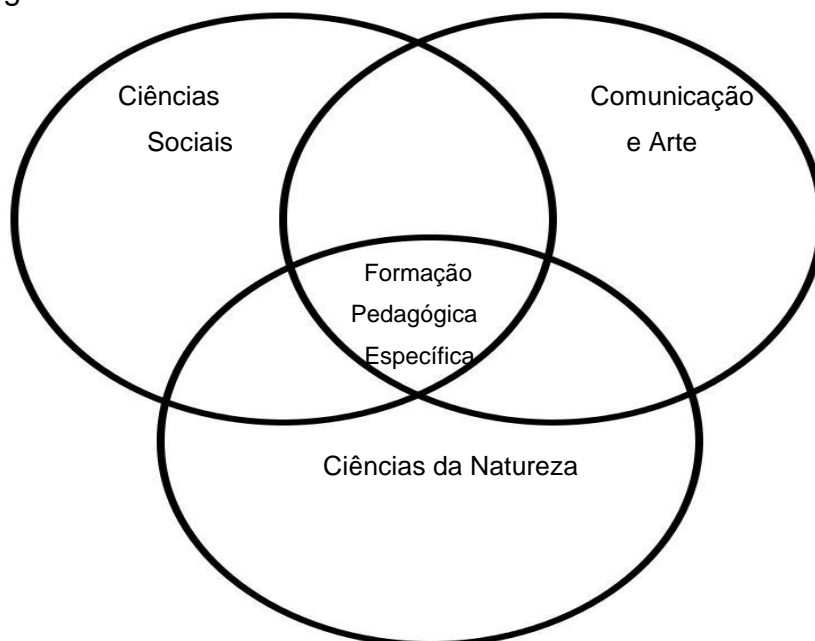 Ciências
Sociais
Comunicação
e Arte
Formação
Pedagógica
Específica
Ciências da Natureza